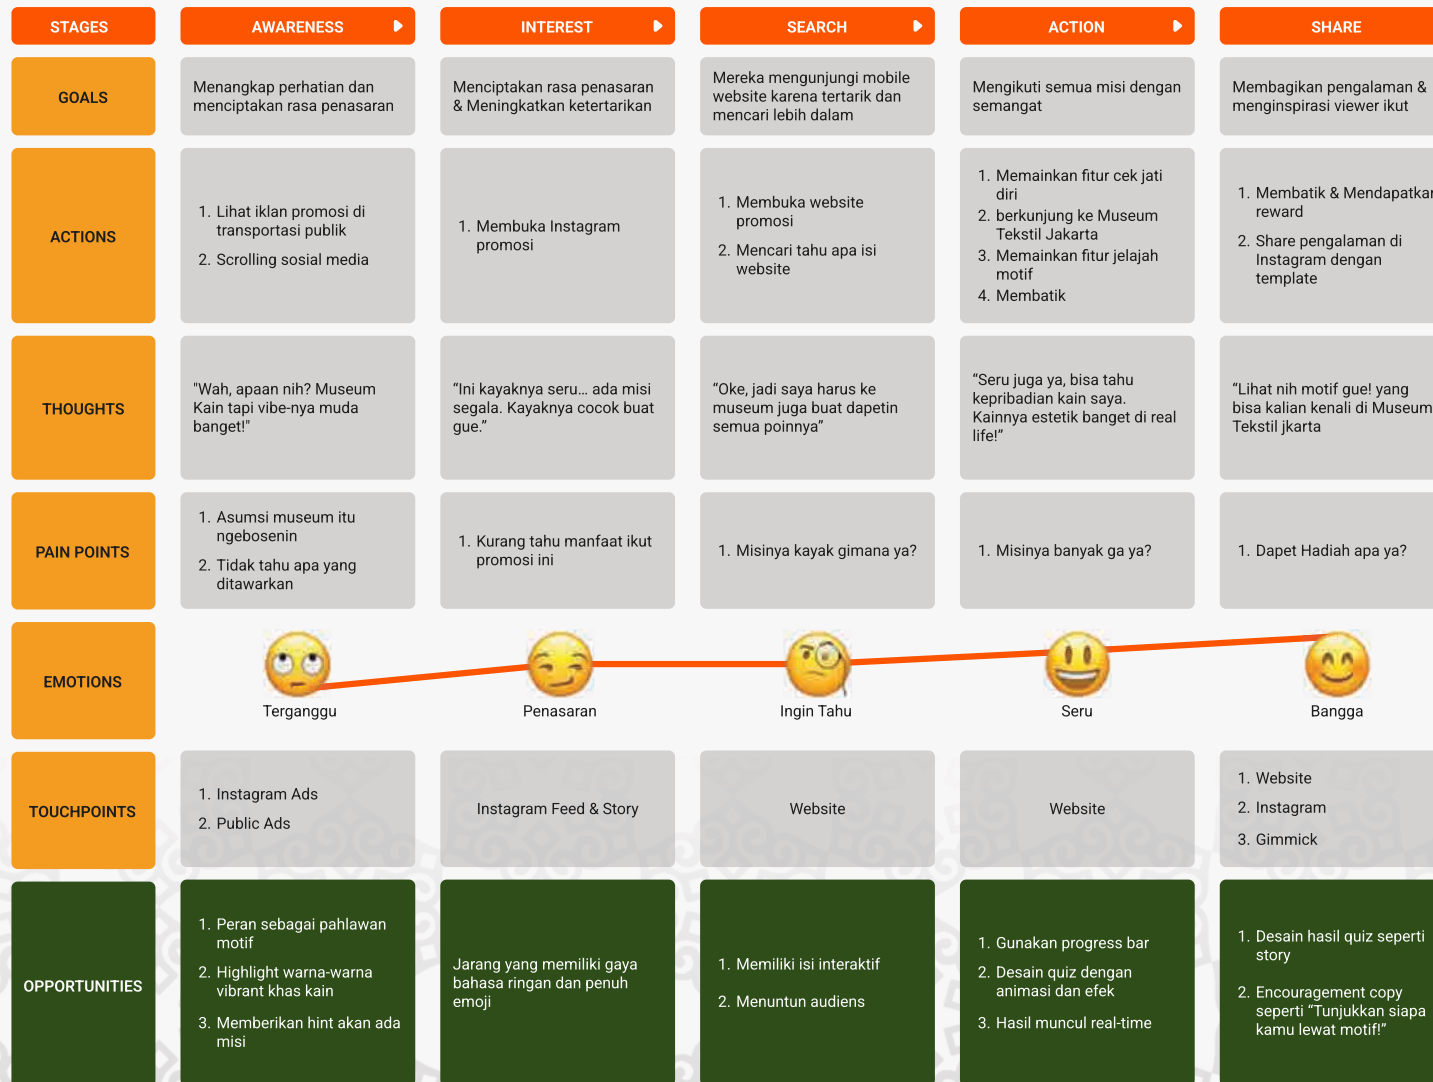 STAGES
AWARENESS
INTEREST
SEARCH
ACTION
SHARE
GOALS
Menangkap perhatian dan
menciptakan rasa penasaran
Menciptakan rasa penasaran
& Meningkatkan ketertarikan
Mereka mengunjungi mobile
website karena tertarik dan
mencari lebih dalam
Mengikuti semua misi dengan
semangat
Membagikan pengalaman &
menginspirasi viewer ikut
ACTIONS
1. Lihat iklan promosi di
transportasi publik
2. Scrolling sosial media
1. Membuka Instagram
promosi
1. Membuka website
promosi
2. Mencari tahu apa isi
website
1. Memainkan fitur cek jati
diri
2. berkunjung ke Museum
Tekstil Jakarta
3. Memainkan fitur jelajah
motif
4. Membatik
1. Membatik & Mendapatkan
reward
2. Share pengalaman di
Instagram dengan
template
THOUGHTS
"Wah, apaan nih? Museum
Kain tapi vibe-nya muda
banget!"
“Ini kayaknya seru... ada misi
segala. Kayaknya cocok buat
gue.”
“Oke, jadi saya harus ke
museum juga buat dapetin
semua poinnya”
“Seru juga ya, bisa tahu
kepribadian kain saya.
Kainnya estetik banget di real
life!”
“Lihat nih motif gue! yang
bisa kalian kenali di Museum
Tekstil jkarta
PAIN POINTS
1. Asumsi museum itu
ngebosenin
2. Tidak tahu apa yang
ditawarkan
1. Kurang tahu manfaat ikut
promosi ini
1. Misinya kayak gimana ya?
1. Misinya banyak ga ya?
1. Dapet Hadiah apa ya?
EMOTIONS
Terganggu
Penasaran
Ingin Tahu
Seru
Bangga
TOUCHPOINTS
1. Instagram Ads
2. Public Ads
Instagram Feed & Story
Website
Website
1. Website
2. Instagram
3. Gimmick
OPPORTUNITIES
1. Peran sebagai pahlawan
motif
2. Highlight warna-warna
vibrant khas kain
3. Memberikan hint akan ada
misi
Jarang yang memiliki gaya
bahasa ringan dan penuh
emoji
1. Memiliki isi interaktif
2. Menuntun audiens
1. Gunakan progress bar
2. Desain quiz dengan
animasi dan efek
3. Hasil muncul real-time
1. Desain hasil quiz seperti
story
2. Encouragement copy
seperti “Tunjukkan siapa
kamu lewat motif!”